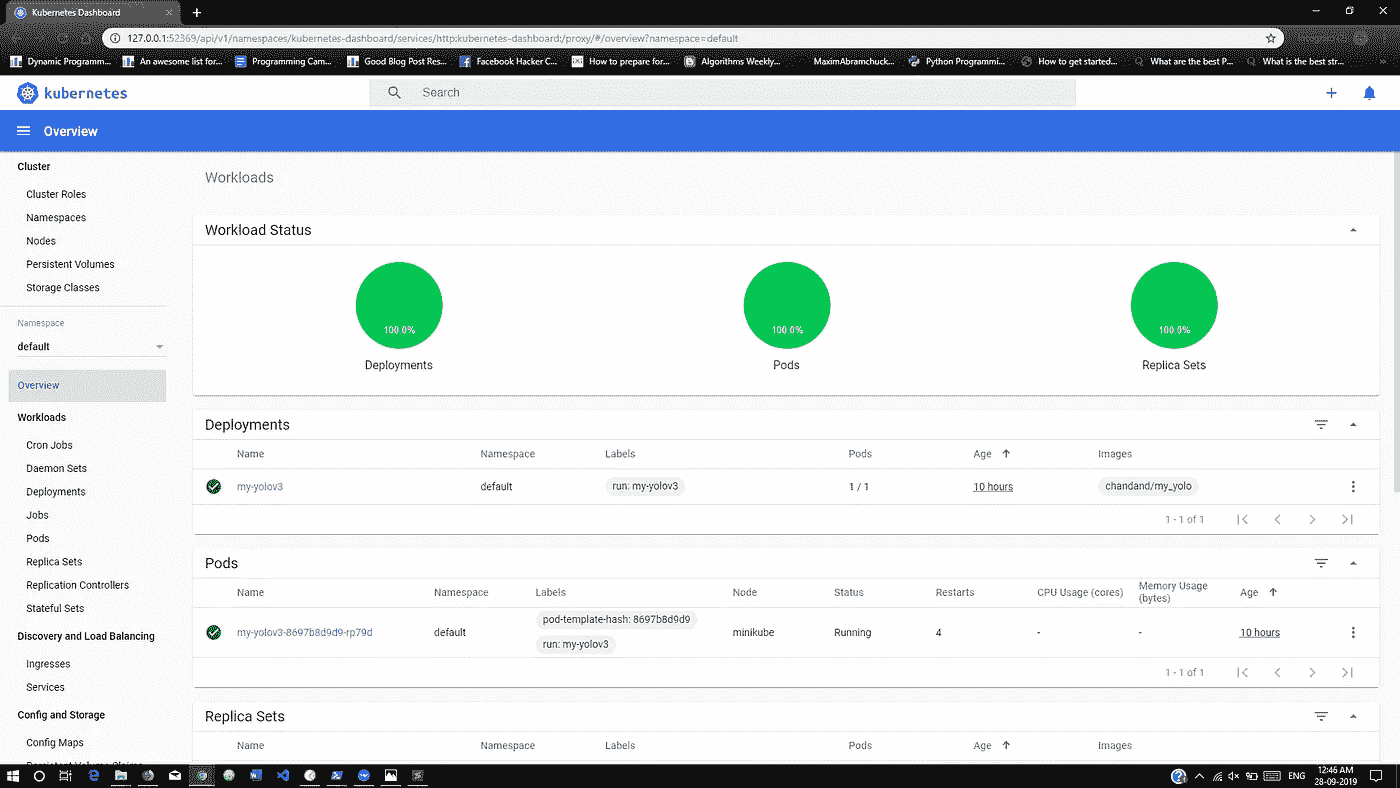 Kubernetes Dashboard
127.0.0.1:52369/api/v1/namespaces/kubernetes-dashboard/services/http:kubernetes-dashboard:/proxy/#/overview?namespace=default
Dynamic Programm... An awesome list for... Programming Cam... Good Blog Post Res... Facebook Hacker C... How to prepare for... Algorithms Weekly... MaximAbramchuck... Python Programmi... How to get started... What are the best P... What is the best str...
kubernetes Search
Overview
Cluster
Cluster Roles
Namespaces
Nodes
Persistent Volumes
Storage Classes
Namespace
default
Overview
Workloads
Cron Jobs
Daemon Sets
Deployments
Jobs
Pods
Replica Sets
Replication Controllers
Stateful Sets
Discovery and Load Balancing
Ingresses
Services
Config and Storage
Config Maps
Persistent Volume Claims
Workloads
Workload Status
100.0% 100.0% 100.0%
Deployments Pods Replica Sets
Deployments
Name Namespace Labels Pods Age Images
my-yolov3 default run: my-yolov3 1 / 1 10 hours chandand/my_yolo
1 - 1 of 1
Pods
Name Namespace Labels Node Status Restarts CPU Usage (cores) Memory Usage (bytes) Age
my-yolov3-8697b8d9d9-rp79d default pod-template-hash: 8697b8d9d9 run: my-yolov3 minikube Running 4 - - 10 hours
1 - 1 of 1
Replica Sets
Name Namespace Labels Pods Age Images
ENG 12:46 AM
28-09-2019